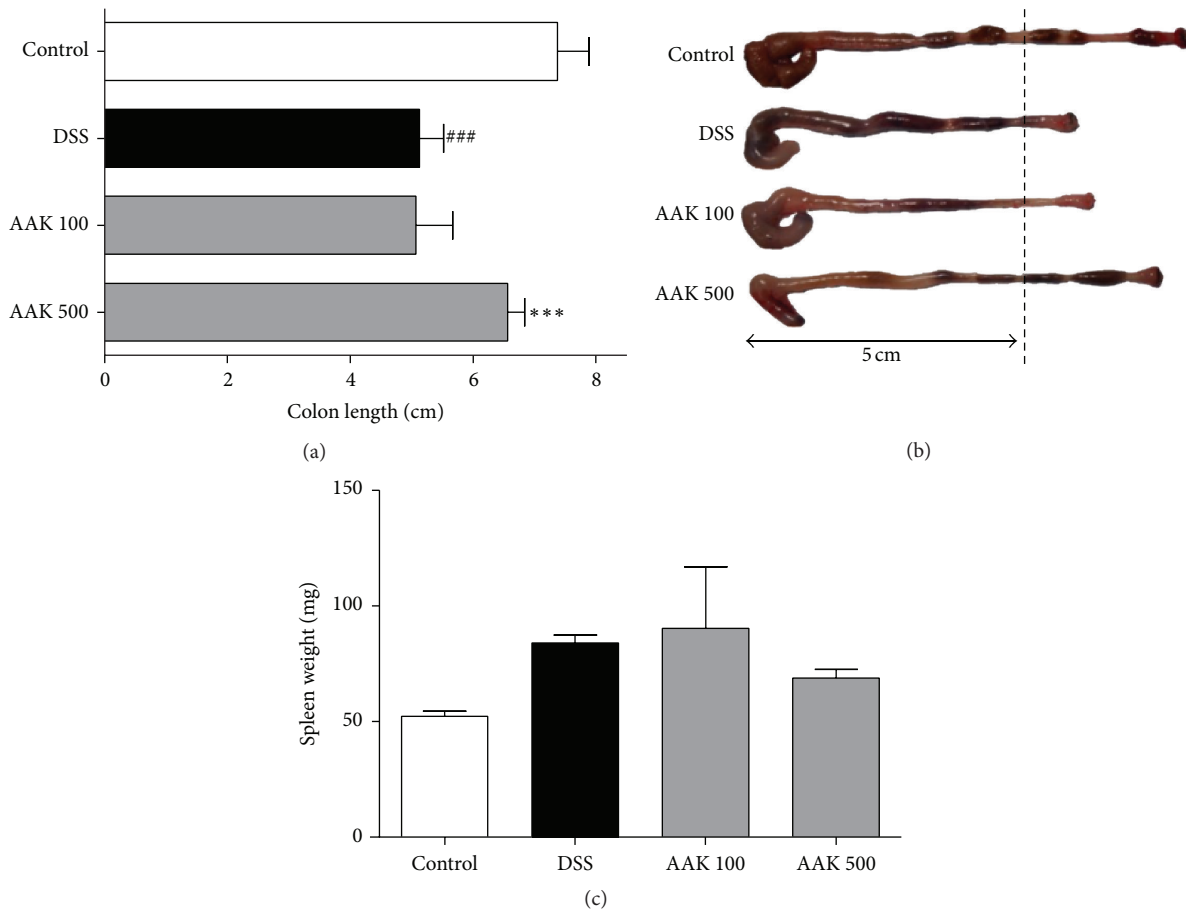 Control
DSS
###
AAK 100
AAK 500
***
0 2 4 6 8
Colon length (cm)
(a)
Control
DSS
AAK 100
AAK 500
5 cm
(b)
150
100
50
0
Spleen weight (mg)
Control DSS AAK 100 AAK 500
(c)